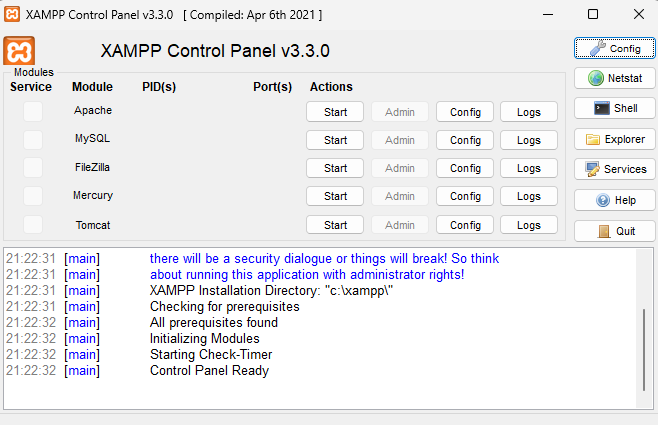 XAMPP Control Panel v3.3.0 [ Compiled: Apr 6th 2021 ]
XAMPP Control Panel v3.3.0
Config
Modules
Service Module PID(s) Port(s) Actions
Netstat
Apache Start Admin Config Logs
Shell
MySQL Start Admin Config Logs
Explorer
FileZilla Start Admin Config Logs
Services
Mercury Start Admin Config Logs
Help
Tomcat Start Admin Config Logs
Quit
21:22:31 [main] there will be a security dialogue or things will break! So think
21:22:31 [main] about running this application with administrator rights!
21:22:31 [main] XAMPP Installation Directory: "c:\xampp\"
21:22:31 [main] Checking for prerequisites
21:22:32 [main] All prerequisites found
21:22:32 [main] Initializing Modules
21:22:32 [main] Starting Check-Timer
21:22:32 [main] Control Panel Ready